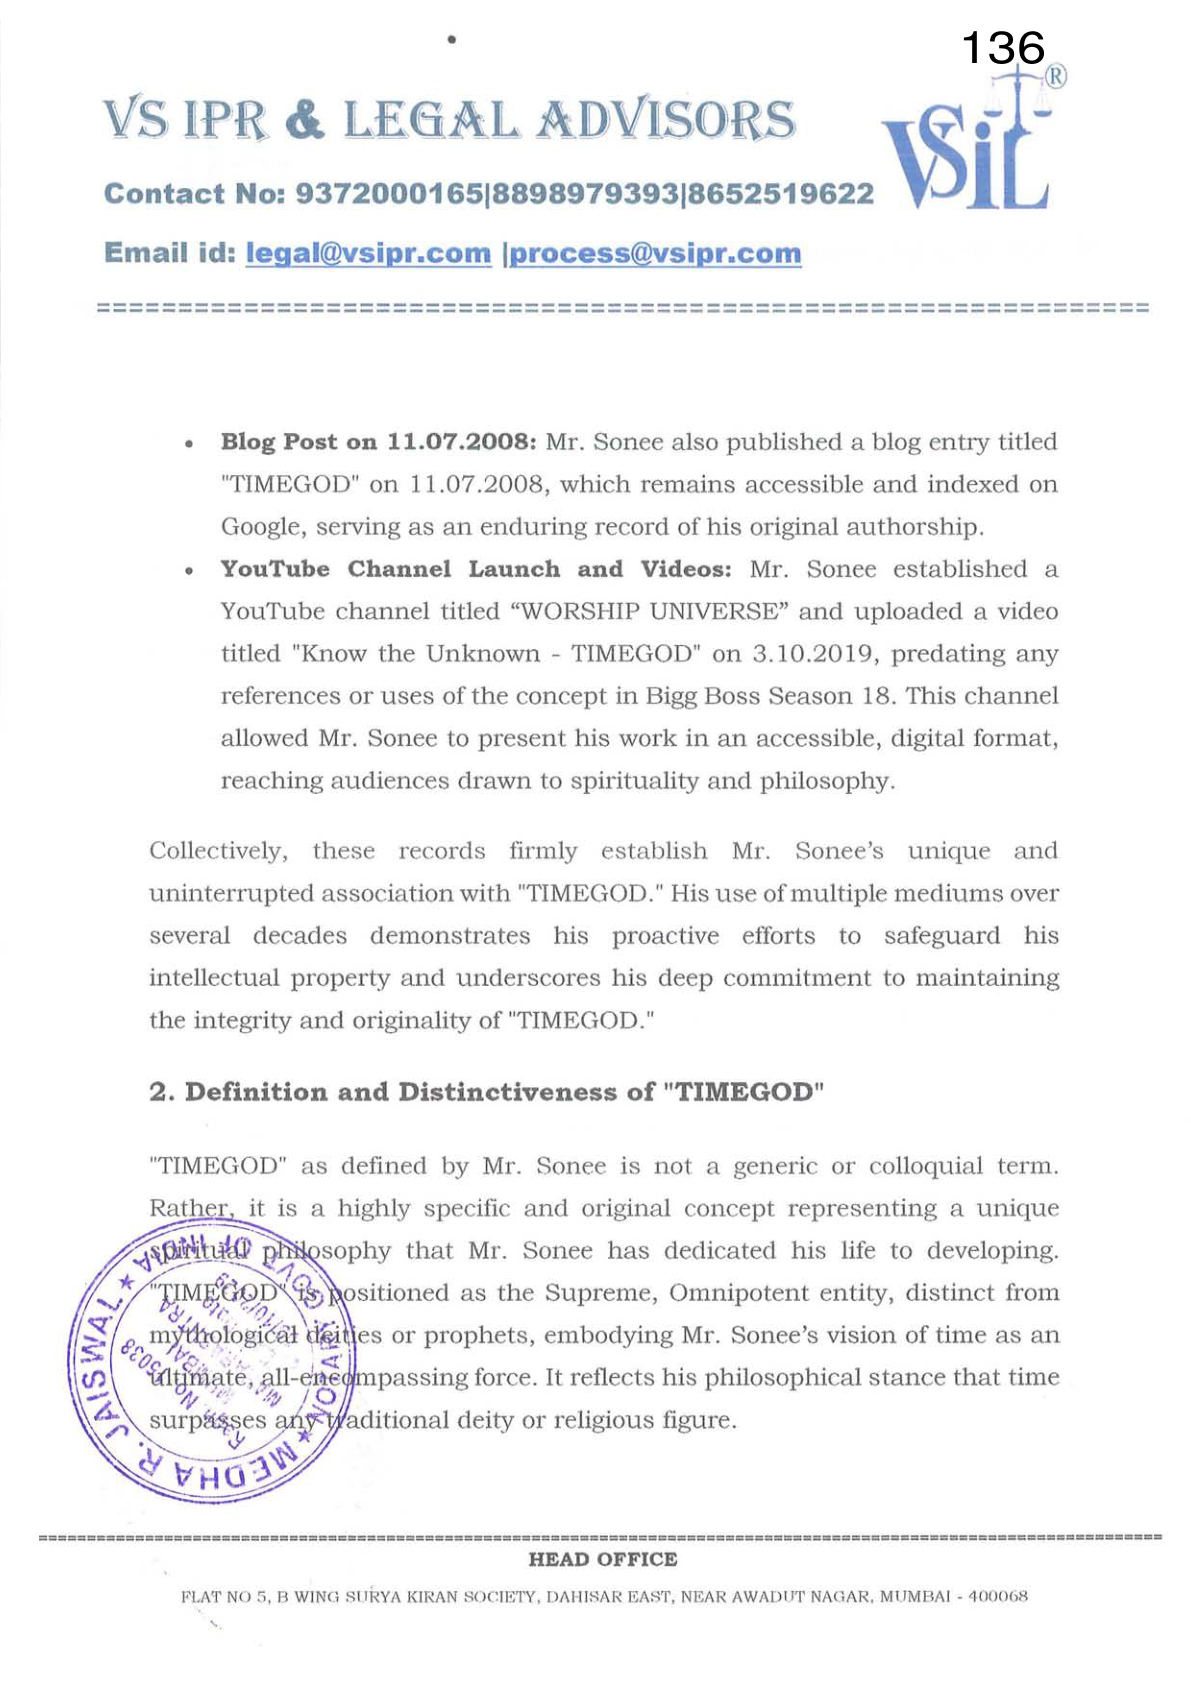 136
VS IPR & LEGAL ADVISORS
VSIL®
Contact No: 9372000165|8898979393|8652519622
Email id: legal@vsipr.com |process@vsipr.com
==================================================================
• Blog Post on 11.07.2008: Mr. Sonee also published a blog entry titled
"TIMEGOD" on 11.07.2008, which remains accessible and indexed on
Google, serving as an enduring record of his original authorship.
• YouTube Channel Launch and Videos: Mr. Sonee established a
YouTube channel titled “WORSHIP UNIVERSE” and uploaded a video
titled "Know the Unknown - TIMEGOD" on 3.10.2019, predating any
references or uses of the concept in Bigg Boss Season 18. This channel
allowed Mr. Sonee to present his work in an accessible, digital format,
reaching audiences drawn to spirituality and philosophy.
Collectively, these records firmly establish Mr. Sonee’s unique and
uninterrupted association with "TIMEGOD." His use of multiple mediums over
several decades demonstrates his proactive efforts to safeguard his
intellectual property and underscores his deep commitment to maintaining
the integrity and originality of "TIMEGOD."
2. Definition and Distinctiveness of "TIMEGOD"
"TIMEGOD" as defined by Mr. Sonee is not a generic or colloquial term.
Rather, it is a highly specific and original concept representing a unique
spiritual philosophy that Mr. Sonee has dedicated his life to developing.
"TIMEGOD" is positioned as the Supreme, Omnipotent entity, distinct from
mythological deities or prophets, embodying Mr. Sonee’s vision of time as an
ultimate, all-encompassing force. It reflects his philosophical stance that time
surpasses any traditional deity or religious figure.
MEDHA R. JAISWAL ★ GOVT. OF INDIA ★
NOTARY
Regn. No.
HEAD OFFICE
FLAT NO 5, B WING SURYA KIRAN SOCIETY, DAHISAR EAST, NEAR AWADUT NAGAR, MUMBAI - 400068